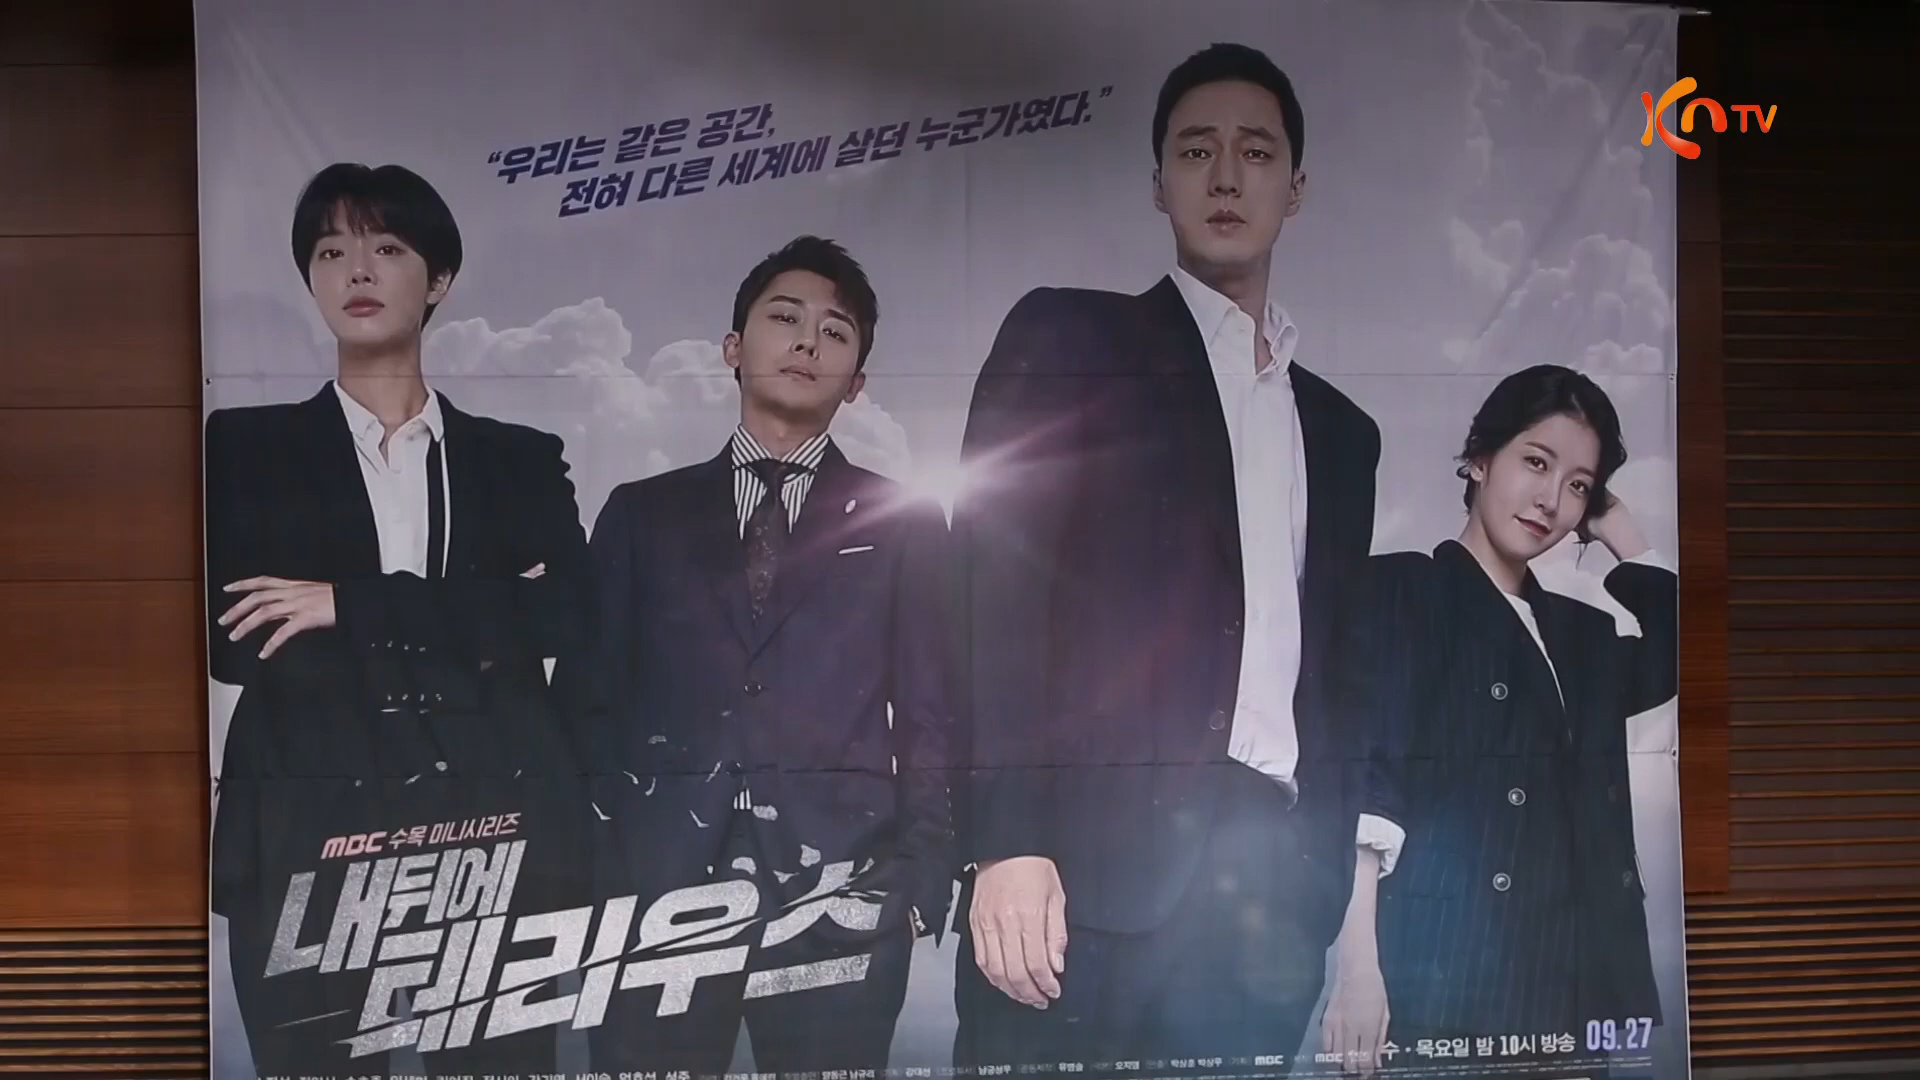 KnTV
“우리는 같은 공간,
전혀 다른 세계에 살던 누군가였다.”
MBC 수목 미니시리즈
내 뒤에
테리우스
수·목요일 밤 10시 방송 09.27